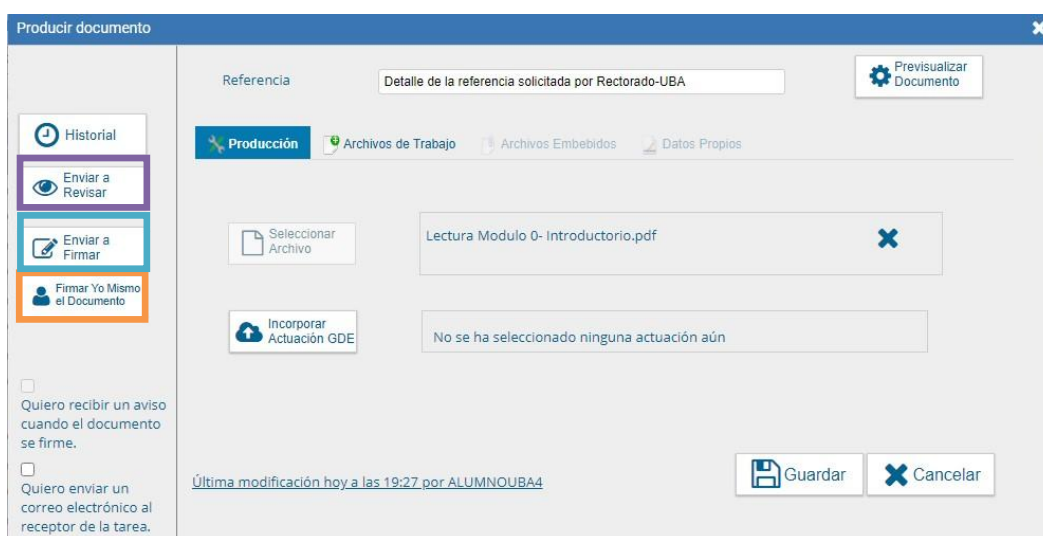 Producir documento
Referencia
Detalle de la referencia solicitada por Rectorado-UBA
Previsualizar
Documento
Historial
Enviar a
Revisar
Enviar a
Firmar
Firmar Yo Mismo
el Documento
Quiero recibir un aviso
cuando el documento
se firme.
Quiero enviar un
correo electrónico al
receptor de la tarea.
Producción
Archivos de Trabajo
Archivos Embebidos
Datos Propios
Seleccionar
Archivo
Lectura Modulo 0- Introductorio.pdf
Incorporar
Actuación GDE
No se ha seleccionado ninguna actuación aún
Última modificación hoy a las 19:27 por ALUMNOUBA4
Guardar
Cancelar